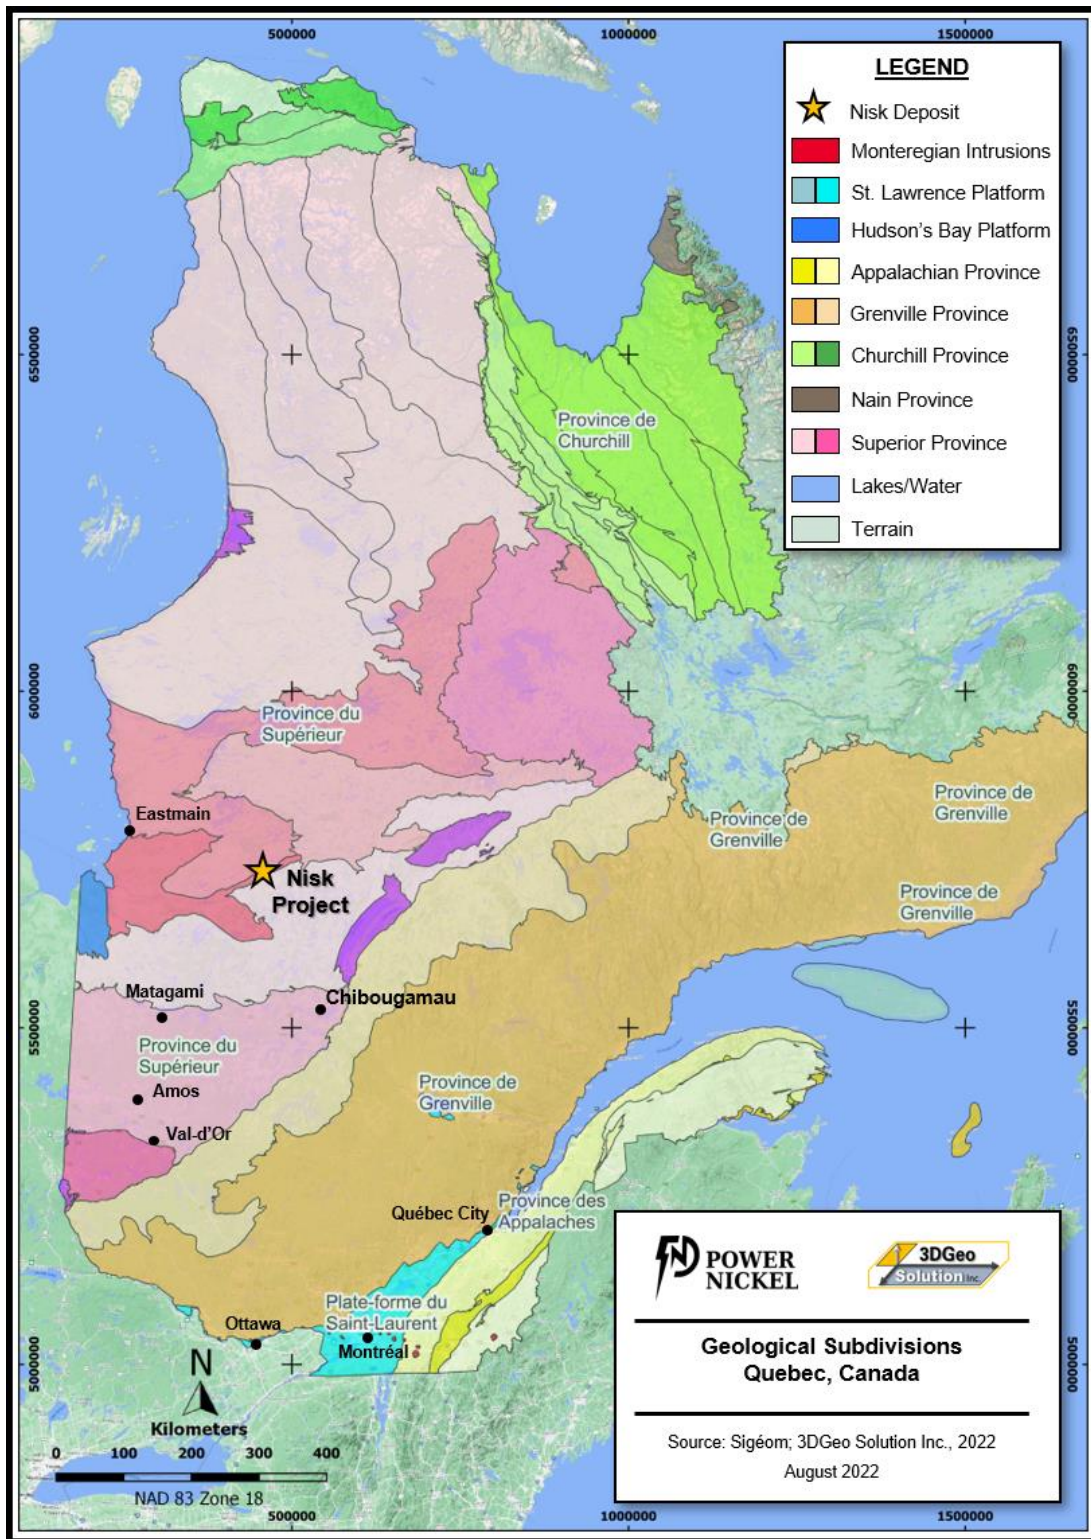 500000
1000000
1500000
LEGEND
Nisk Deposit
Monteregian Intrusions
St. Lawrence Platform
Hudson's Bay Platform
Appalachian Province
Grenville Province
Churchill Province
Nain Province
Superior Province
Lakes/Water
Terrain
6500000
6500000
Province de
Churchill
6000000
6000000
Province du
Supérieur
Eastmain
Province de
Grenville
Province de
Grenville
Nisk
Project
Province de
Grenville
Matagami
Chibougamau
5500000
5500000
Province du
Supérieur
Amos
Province de
Grenville
Val-d'Or
Québec City
Province des
Appalaches
Plate-forme du
Saint-Laurent
Ottawa
Montréal
5000000
5000000
N
Kilometers
0 100 200 300 400
NAD 83 Zone 18
POWER
NICKEL
3DGeo
Solution Inc.
Geological Subdivisions
Quebec, Canada
Source: Sigéom; 3DGeo Solution Inc., 2022
August 2022
500000
1000000
1500000